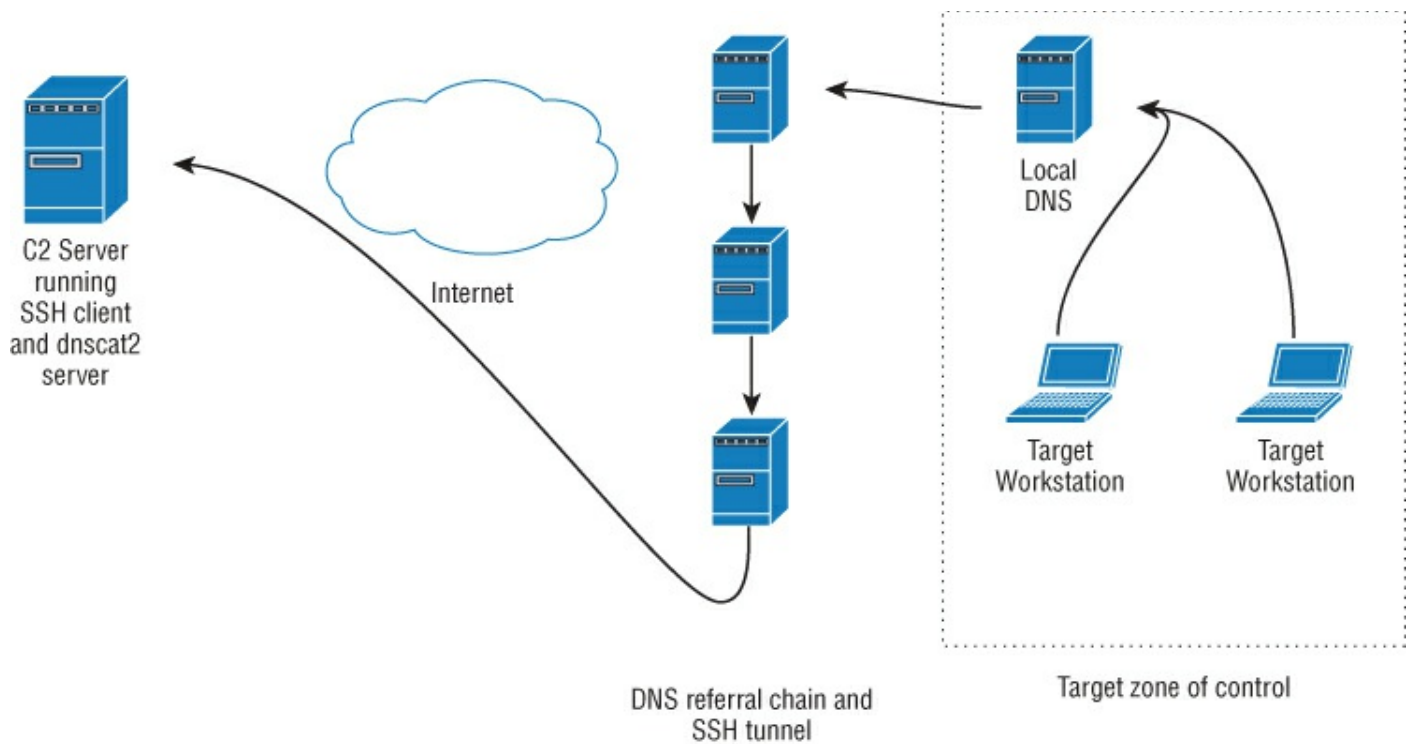 C2 Server
running
SSH client
and dnscat2
server
Internet
Local
DNS
Target
Workstation
Target
Workstation
DNS referral chain and
SSH tunnel
Target zone of control